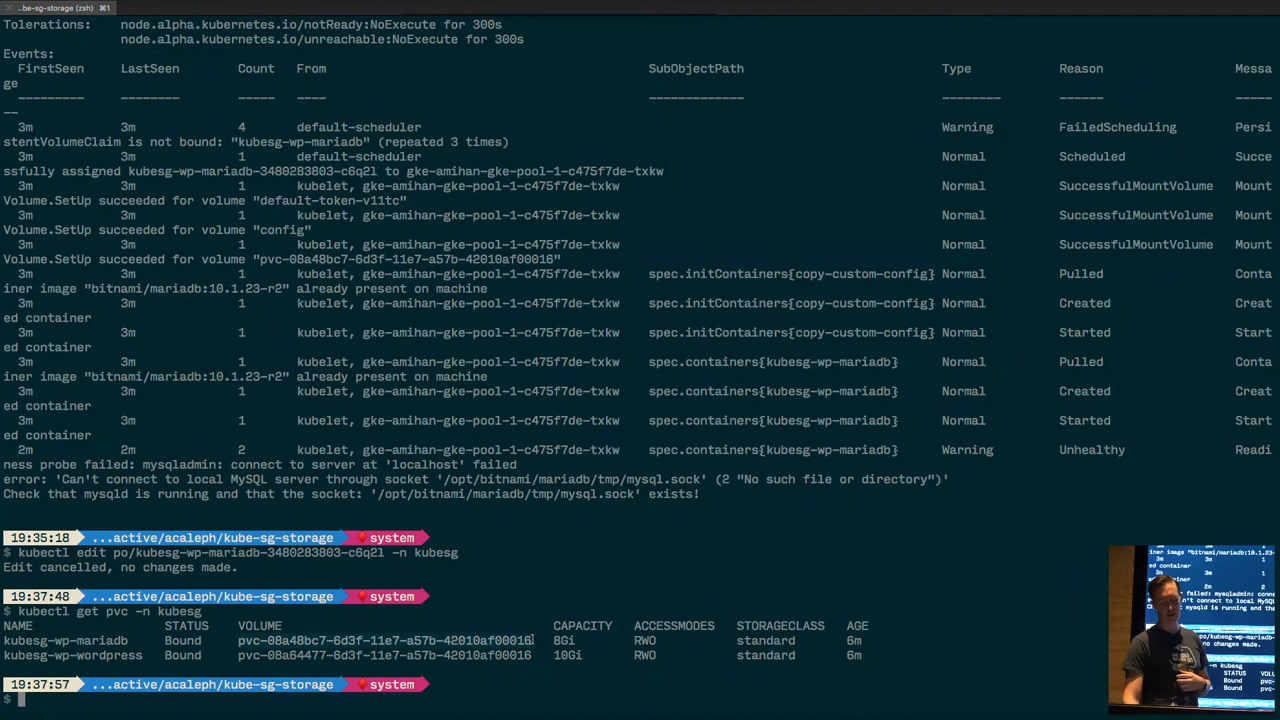 ..be-sg-storage (zsh) ⌘1
Tolerations: node.alpha.kubernetes.io/notReady:NoExecute for 300s
node.alpha.kubernetes.io/unreachable:NoExecute for 300s
Events:
FirstSeen LastSeen Count From SubObjectPath Type Reason Messa
ge
--------- -------- ----- ---- ------------- -------- ------ -----
--
3m 3m 4 default-scheduler Warning FailedScheduling Persi
stentVolumeClaim is not bound: "kubesg-wp-mariadb" (repeated 3 times)
3m 3m 1 default-scheduler Normal Scheduled Succe
ssfully assigned kubesg-wp-mariadb-3480283803-c6q2l to gke-amihan-gke-pool-1-c475f7de-txkw
3m 3m 1 kubelet, gke-amihan-gke-pool-1-c475f7de-txkw Normal SuccessfulMountVolume Mount
Volume.SetUp succeeded for volume "default-token-v11tc"
3m 3m 1 kubelet, gke-amihan-gke-pool-1-c475f7de-txkw Normal SuccessfulMountVolume Mount
Volume.SetUp succeeded for volume "config"
3m 3m 1 kubelet, gke-amihan-gke-pool-1-c475f7de-txkw Normal SuccessfulMountVolume Mount
Volume.SetUp succeeded for volume "pvc-08a48bc7-6d3f-11e7-a57b-42010af00016"
3m 3m 1 kubelet, gke-amihan-gke-pool-1-c475f7de-txkw spec.initContainers{copy-custom-config} Normal Pulled Conta
iner image "bitnami/mariadb:10.1.23-r2" already present on machine
3m 3m 1 kubelet, gke-amihan-gke-pool-1-c475f7de-txkw spec.initContainers{copy-custom-config} Normal Created Creat
ed container
3m 3m 1 kubelet, gke-amihan-gke-pool-1-c475f7de-txkw spec.initContainers{copy-custom-config} Normal Started Start
ed container
3m 3m 1 kubelet, gke-amihan-gke-pool-1-c475f7de-txkw spec.containers{kubesg-wp-mariadb} Normal Pulled Conta
iner image "bitnami/mariadb:10.1.23-r2" already present on machine
3m 3m 1 kubelet, gke-amihan-gke-pool-1-c475f7de-txkw spec.containers{kubesg-wp-mariadb} Normal Created Creat
ed container
3m 3m 1 kubelet, gke-amihan-gke-pool-1-c475f7de-txkw spec.containers{kubesg-wp-mariadb} Normal Started Start
ed container
2m 2m 2 kubelet, gke-amihan-gke-pool-1-c475f7de-txkw spec.containers{kubesg-wp-mariadb} Warning Unhealthy Readi
ness probe failed: mysqladmin: connect to server at 'localhost' failed
error: 'Can't connect to local MySQL server through socket '/opt/bitnami/mariadb/tmp/mysql.sock' (2 "No such file or directory")'
Check that mysqld is running and that the socket: '/opt/bitnami/mariadb/tmp/mysql.sock' exists!
19:35:18 ...active/acaleph/kube-sg-storage system
$ kubectl edit po/kubesg-wp-mariadb-3480283803-c6q2l -n kubesg
Edit cancelled, no changes made.
19:37:48 ...active/acaleph/kube-sg-storage system
$ kubectl get pvc -n kubesg
NAME STATUS VOLUME CAPACITY ACCESSMODES STORAGECLASS AGE
kubesg-wp-mariadb Bound pvc-08a48bc7-6d3f-11e7-a57b-42010af00016 8Gi RWO standard 6m
kubesg-wp-wordpress Bound pvc-08a64477-6d3f-11e7-a57b-42010af00016 10Gi RWO standard 6m
19:37:57 ...active/acaleph/kube-sg-storage system
$